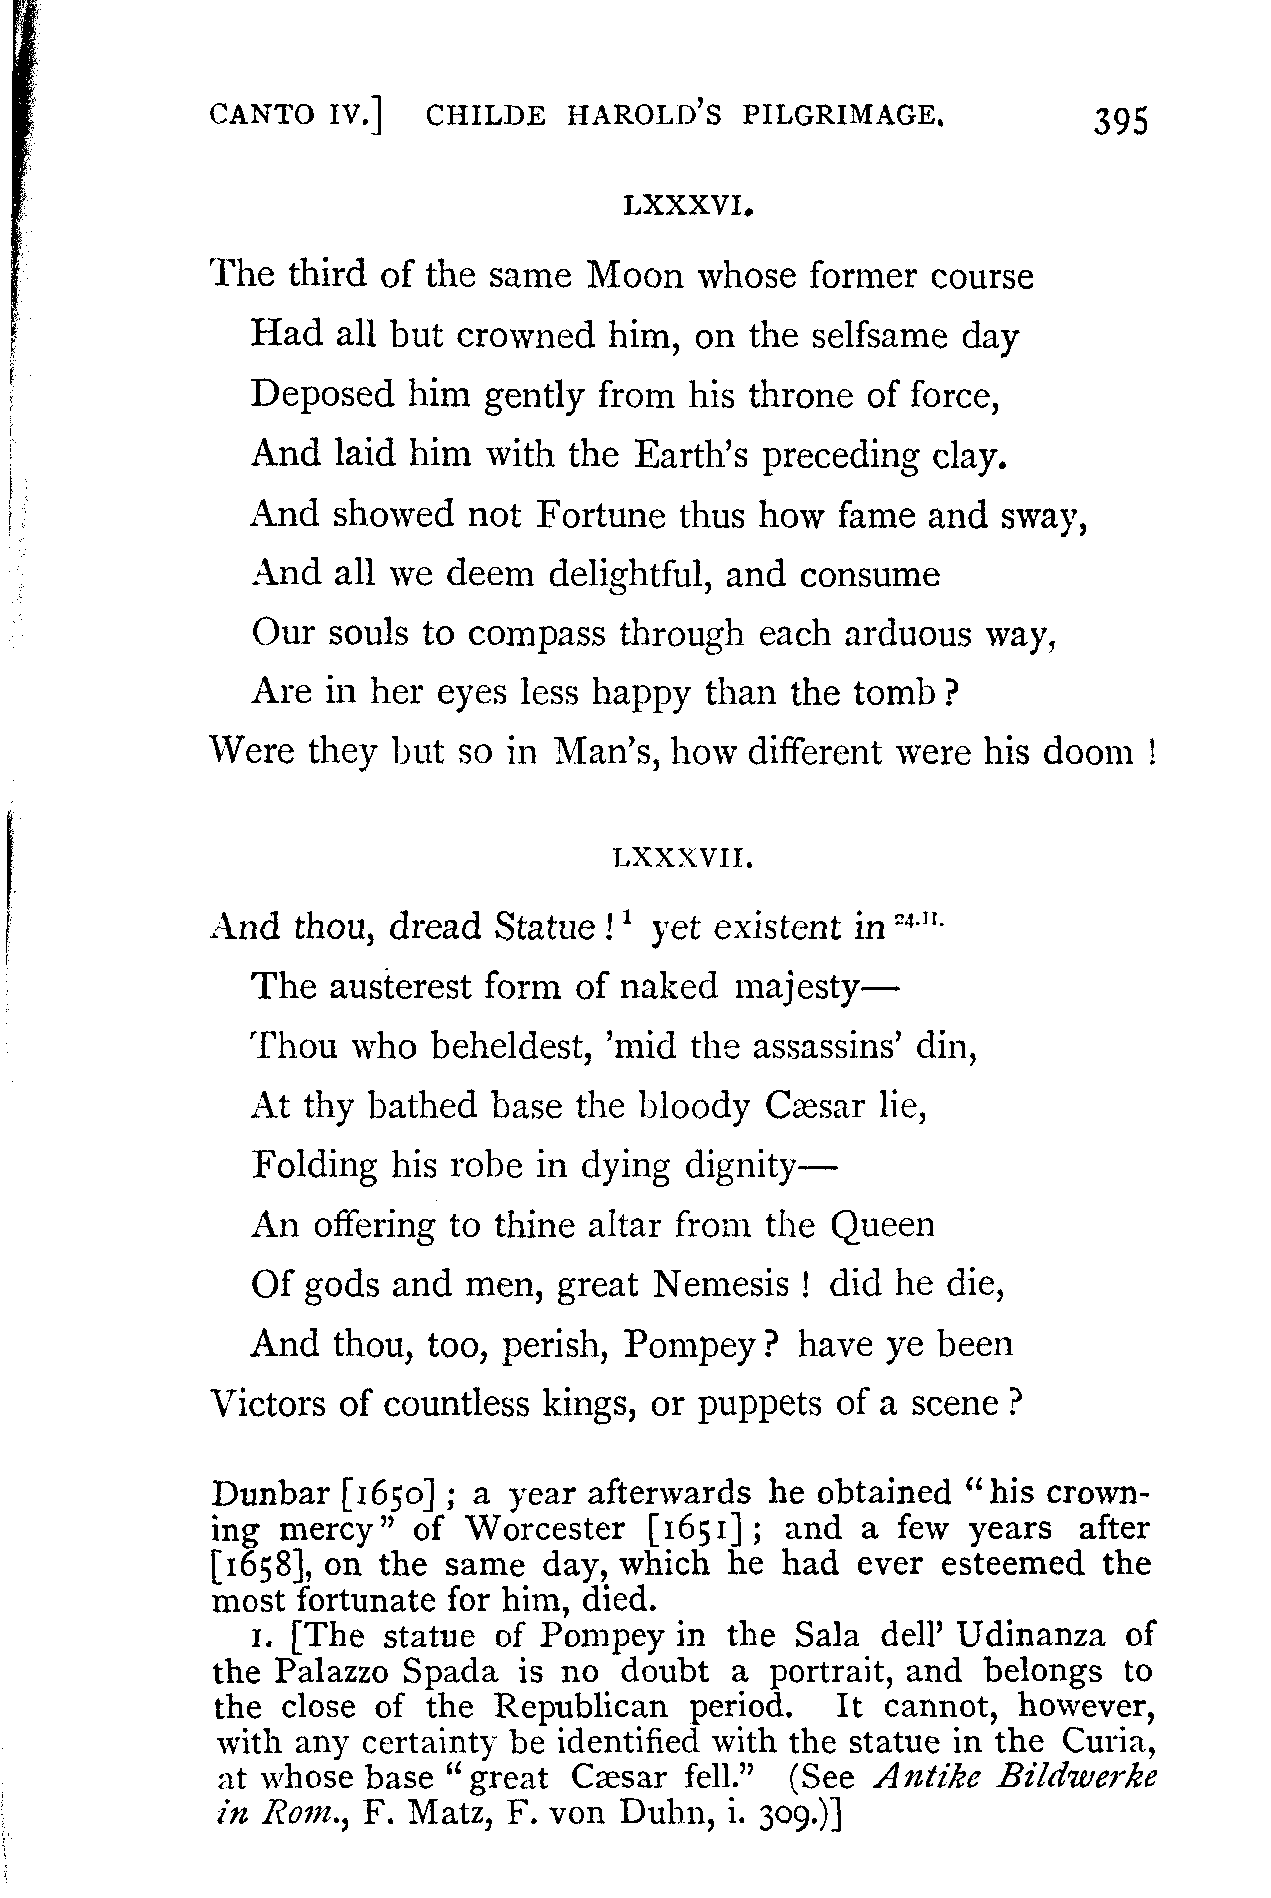 CANTO IV.] CHILDE HAROLD'S PILGRIMAGE. 395
LXXXVI.
The third of the same Moon whose former course
Had all but crowned him, on the selfsame day
Deposed him gently from his throne of force,
And laid him with the Earth's preceding clay.
And showed not Fortune thus how fame and sway,
And all we deem delightful, and consume
Our souls to compass through each arduous way,
Are in her eyes less happy than the tomb?
Were they but so in Man's, how different were his doom!
LXXXVII.
And thou, dread Statue!¹ yet existent in 24.II.
The austerest form of naked majesty—
Thou who beheldest, 'mid the assassins' din,
At thy bathed base the bloody Cæsar lie,
Folding his robe in dying dignity—
An offering to thine altar from the Queen
Of gods and men, great Nemesis! did he die,
And thou, too, perish, Pompey? have ye been
Victors of countless kings, or puppets of a scene?
Dunbar [1650]; a year afterwards he obtained "his crown-
ing mercy" of Worcester [1651]; and a few years after
[1658], on the same day, which he had ever esteemed the
most fortunate for him, died.
1. [The statue of Pompey in the Sala dell' Udinanza of
the Palazzo Spada is no doubt a portrait, and belongs to
the close of the Republican period. It cannot, however,
with any certainty be identified with the statue in the Curia,
at whose base "great Cæsar fell." (See Antike Bildwerke
in Rom., F. Matz, F. von Duhn, i. 309.)]